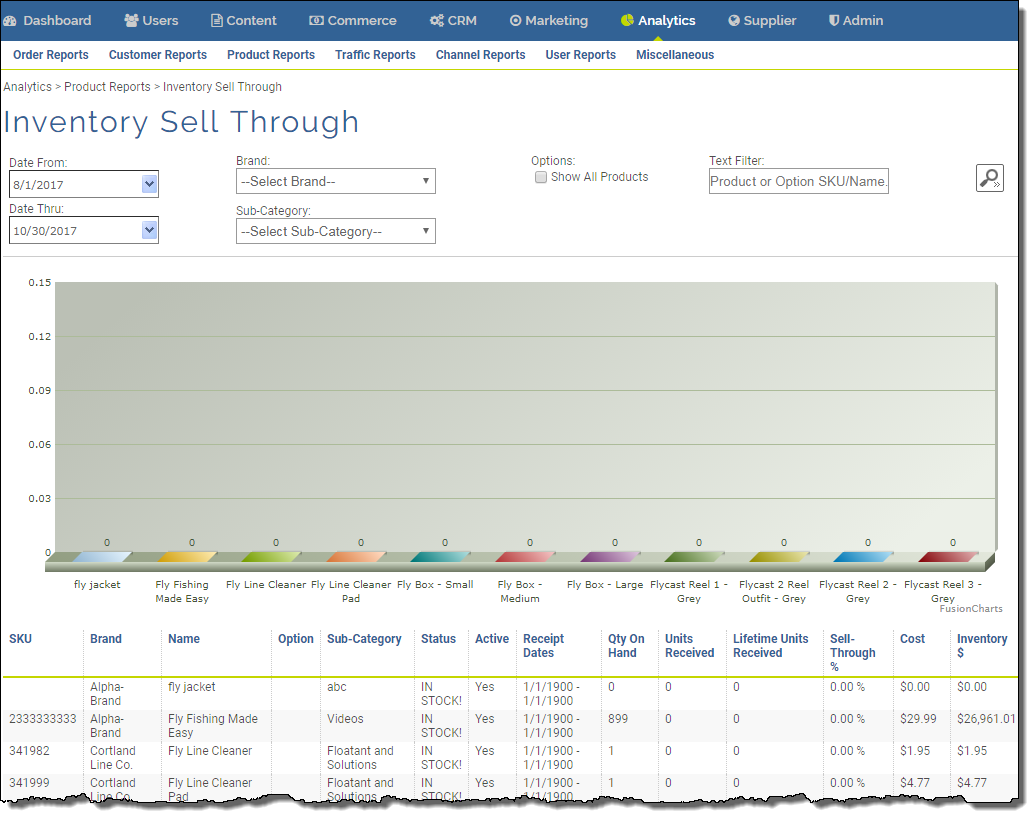 Dashboard Users Content Commerce CRM Marketing Analytics Supplier Admin
Order Reports Customer Reports Product Reports Traffic Reports Channel Reports User Reports Miscellaneous
Analytics > Product Reports > Inventory Sell Through
Inventory Sell Through
Date From:
8/1/2017
Date Thru:
10/30/2017
Brand:
--Select Brand--
Sub-Category:
--Select Sub-Category--
Options:
Show All Products
Text Filter:
Product or Option SKU/Name.
0.15
0.12
0.09
0.06
0.03
0
0 0 0 0 0 0 0 0 0 0 0
fly jacket
Fly Fishing
Made Easy
Fly Line Cleaner
Fly Line Cleaner
Pad
Fly Box - Small
Fly Box -
Medium
Fly Box - Large
Flycast Reel 1 -
Grey
Flycast 2 Reel
Outfit - Grey
Flycast Reel 2 -
Grey
Flycast Reel 3 -
Grey
FusionCharts
SKU
Brand
Name
Option
Sub-Category
Status
Active
Receipt
Dates
Qty On
Hand
Units
Received
Lifetime Units
Received
Sell-
Through
%
Cost
Inventory
$
Alpha-
Brand
fly jacket
abc
IN
STOCK!
Yes
1/1/1900 -
1/1/1900
0
0
0
0.00 %
$0.00
$0.00
2333333333
Alpha-
Brand
Fly Fishing Made
Easy
Videos
IN
STOCK!
Yes
1/1/1900 -
1/1/1900
899
0
0
0.00 %
$29.99
$26,961.01
341982
Cortland
Line Co.
Fly Line Cleaner
Floatant and
Solutions
IN
STOCK!
Yes
1/1/1900 -
1/1/1900
1
0
0
0.00 %
$1.95
$1.95
341999
Cortland
Line Co.
Fly Line Cleaner
Pad
Floatant and
Solutions
IN
STOCK!
Yes
1/1/1900 -
1/1/1900
1
0
0
0.00 %
$4.77
$4.77